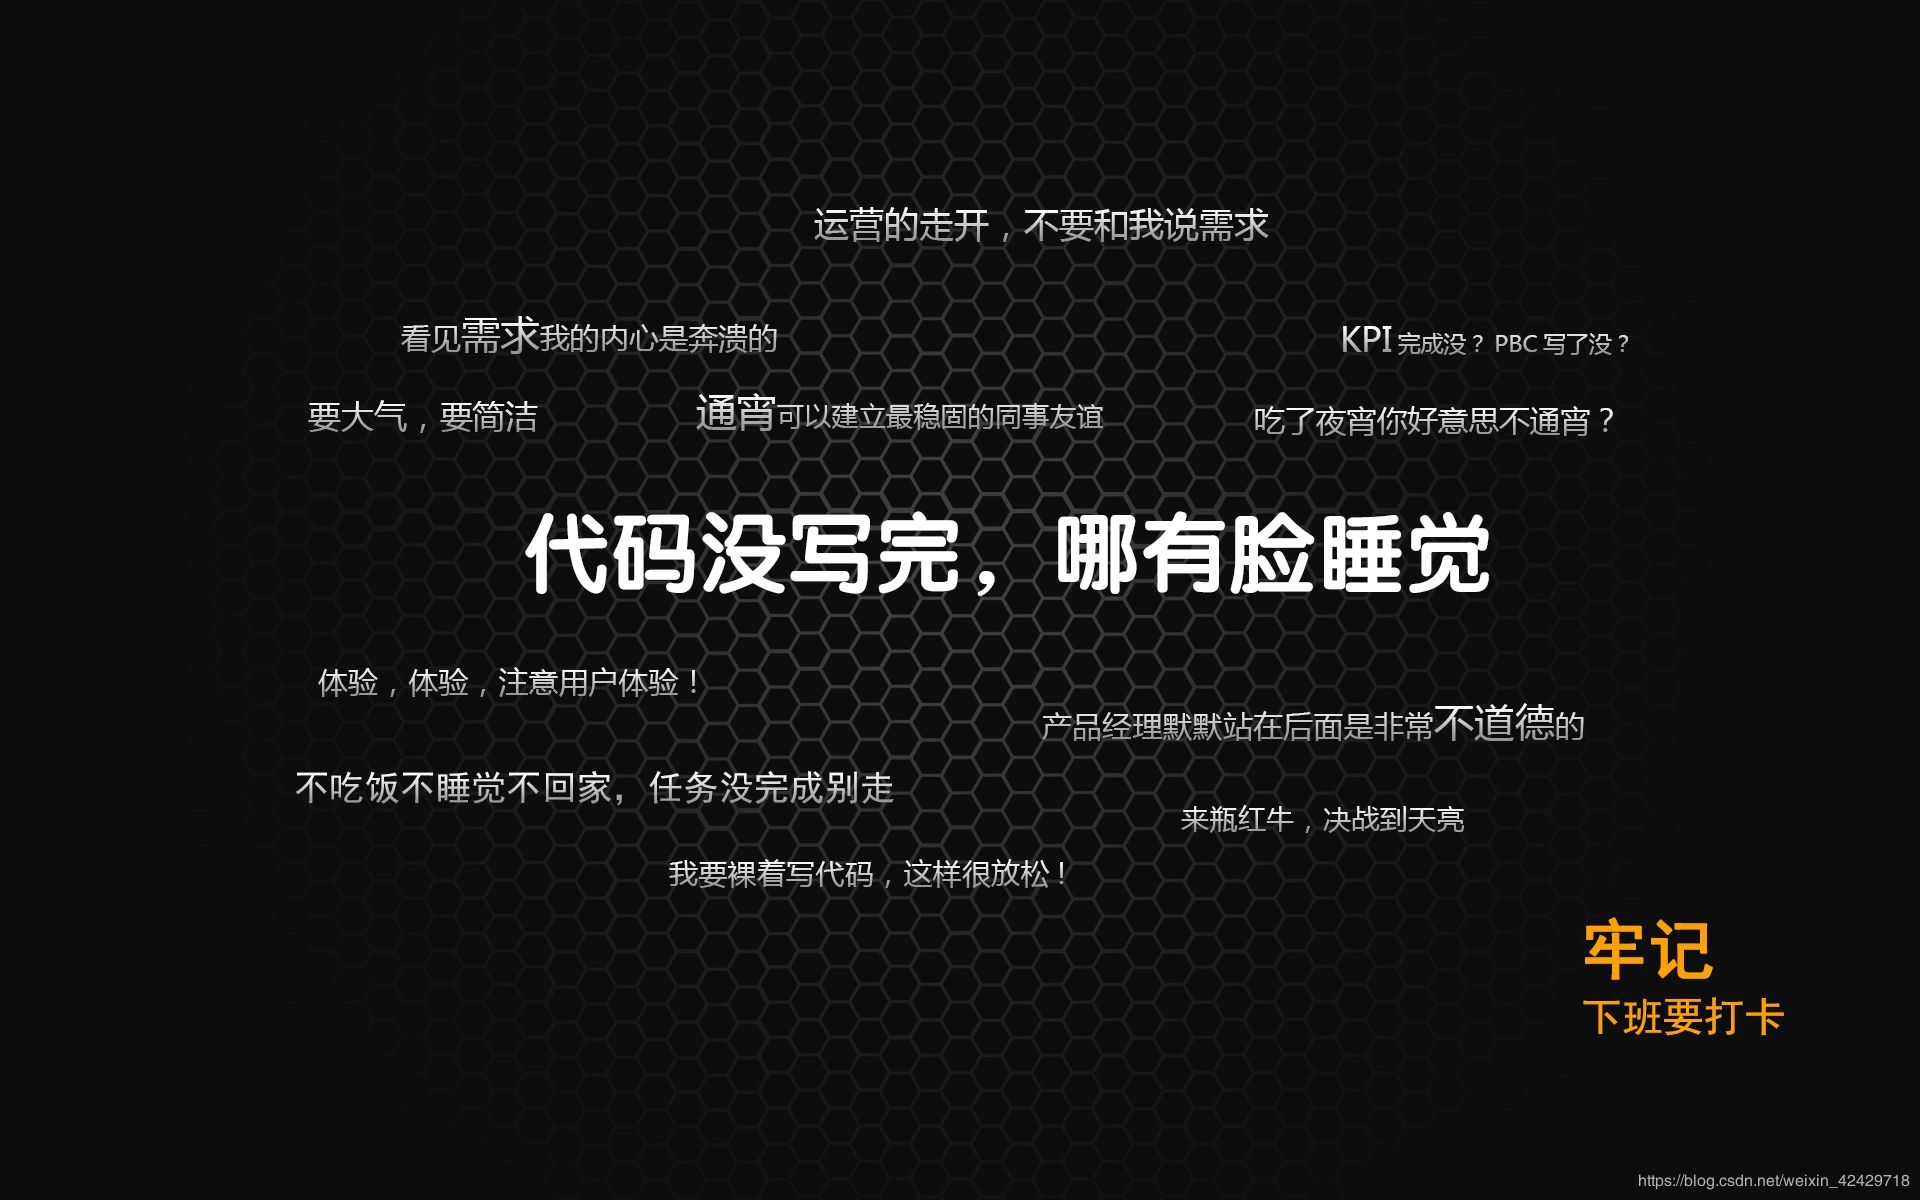 运营的走开，不要和我说需求
看见需求我的内心是奔溃的
KPI 完成没？ PBC 写了没？
要大气，要简洁
通宵可以建立最稳固的同事友谊
吃了夜宵你好意思不通宵？
代码没写完，哪有脸睡觉
体验，体验，注意用户体验！
产品经理默默站在后面是非常不道德的
不吃饭不睡觉不回家，任务没完成别走
来瓶红牛，决战到天亮
我要裸着写代码，这样很放松！
牢记
下班要打卡
https://blog.csdn.net/weixin_42429718